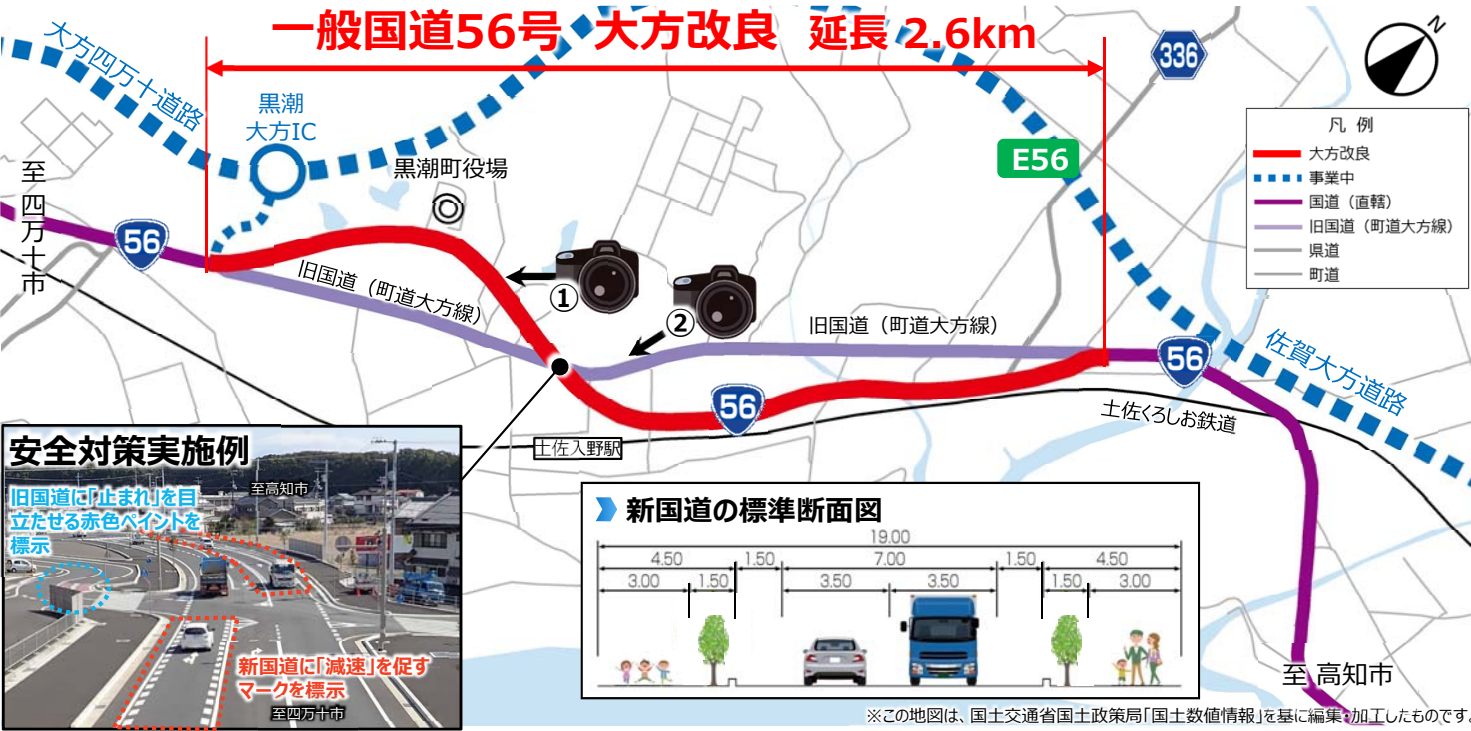 一般国道56号 大方改良 延長 2.6km
大方四万十道路
黒潮
大方IC
黒潮町役場
336
N
E56
凡 例
大方改良
事業中
国道（直轄）
旧国道（町道大方線）
県道
町道
至 四万十市
56
旧国道（町道大方線）
①
②
旧国道（町道大方線）
56
56
佐賀大方道路
土佐くろしお鉄道
土佐入野駅
安全対策実施例
旧国道に「止まれ」を目
立たせる赤色ペイントを
標示
至高知市
新国道に「減速」を促す
マークを標示
至四万十市
新国道の標準断面図
19.00
4.50 1.50 7.00 1.50 4.50
3.00 1.50 3.50 3.50 1.50 3.00
至 高知市
※この地図は、国土交通省国土政策局「国土数値情報」を基に編集・加工したものです。